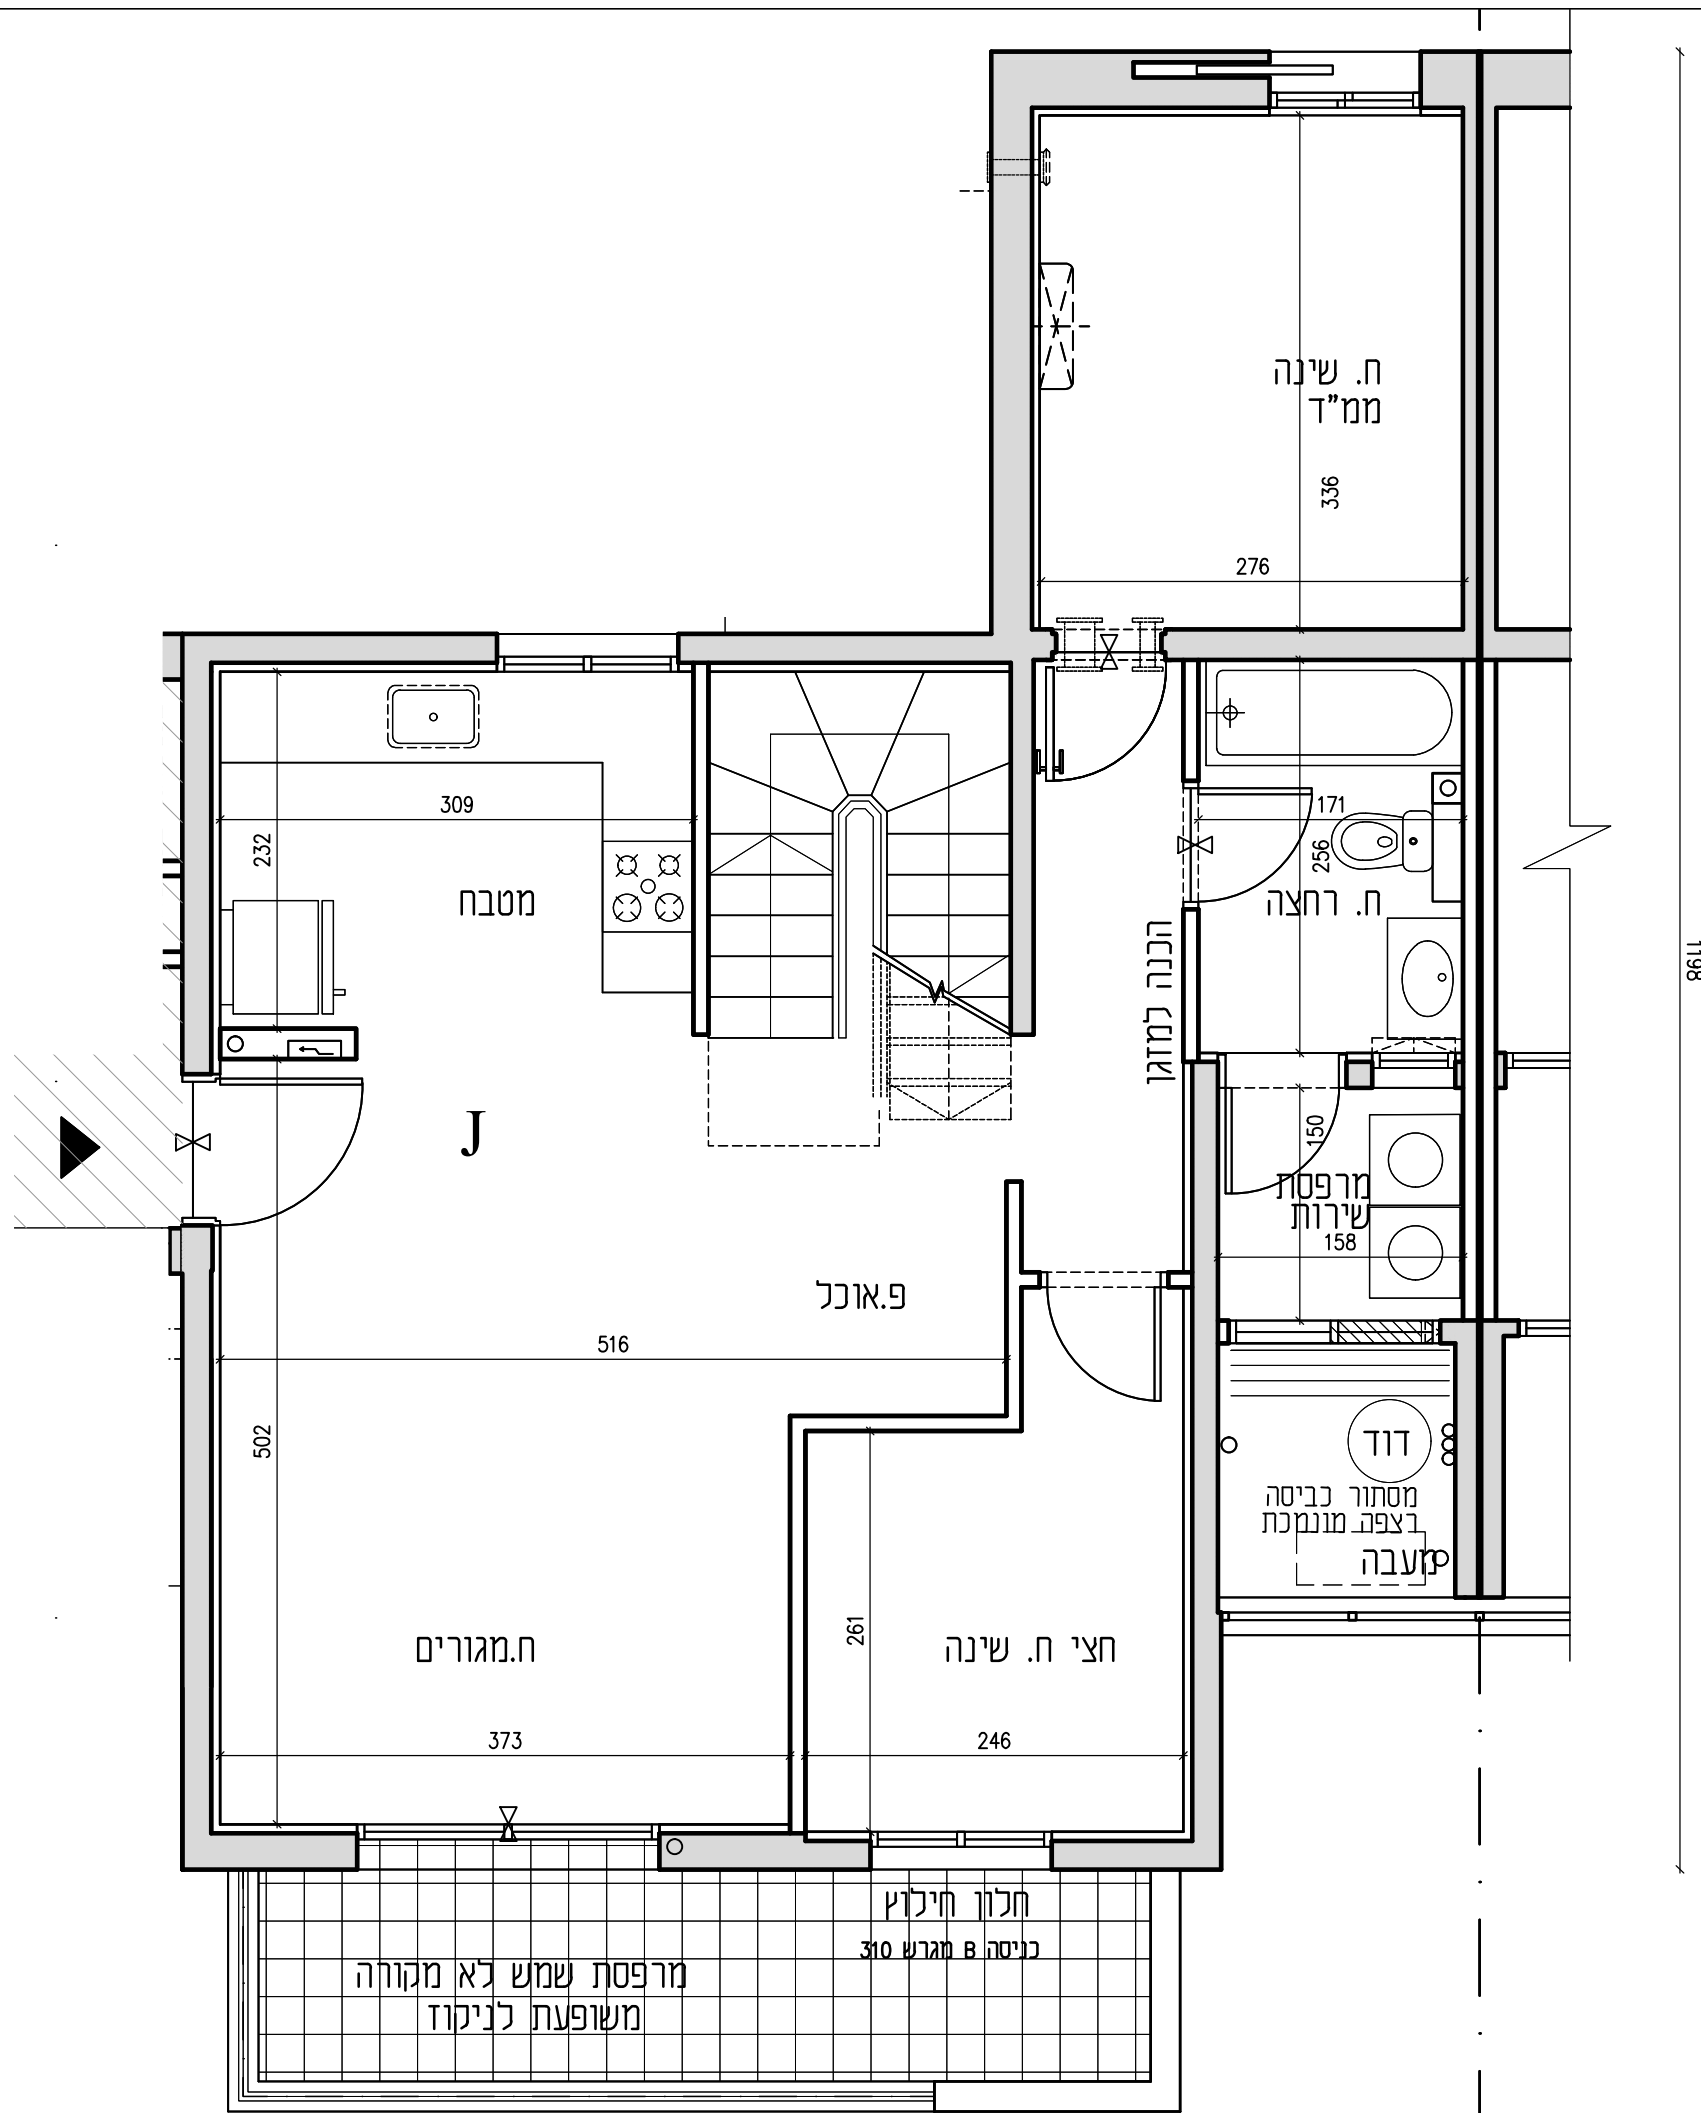 ח. שינה
ממ"ד
336
276
309
232
מטבח
171
256
ח. רחצה
הכנה למזגן
1198
J
150
מרפסת
שירות
158
פ.אוכל
516
502
דוד
מסתור כביסה
רצפה מונמכת
מעבה
261
ח.מגורים
חצי ח. שינה
373
246
חלון חילוץ
כניסה B מגרש 310
מרפסת שמש לא מקורה
משופעת לניקוז